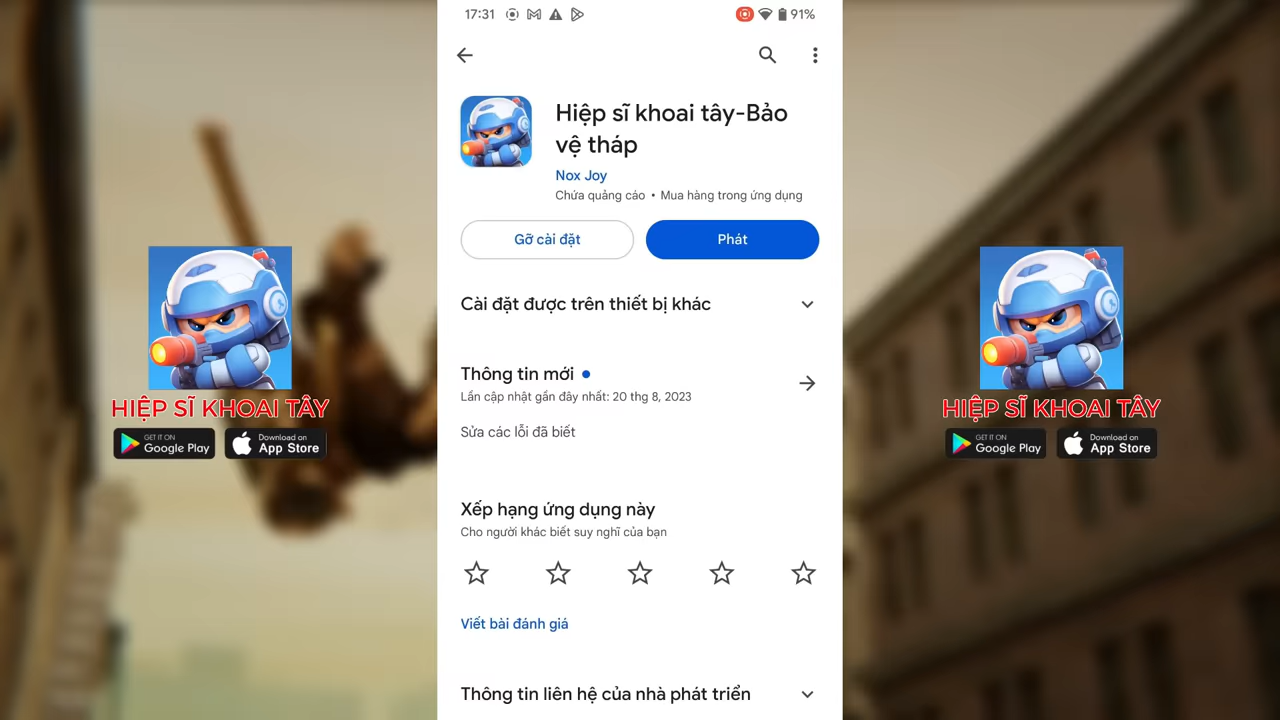 17:31
91%
Hiệp sĩ khoai tây-Bảo
vệ tháp
Nox Joy
Chứa quảng cáo • Mua hàng trong ứng dụng
Gỡ cài đặt
Phát
Cài đặt được trên thiết bị khác
Thông tin mới
Lần cập nhật gần đây nhất: 20 thg 8, 2023
Sửa các lỗi đã biết
Xếp hạng ứng dụng này
Cho người khác biết suy nghĩ của bạn
Viết bài đánh giá
Thông tin liên hệ của nhà phát triển
HIỆP SĨ KHOAI TÂY
GET IT ON
Google Play
Download on
App Store
HIỆP SĨ KHOAI TÂY
GET IT ON
Google Play
Download on
App Store